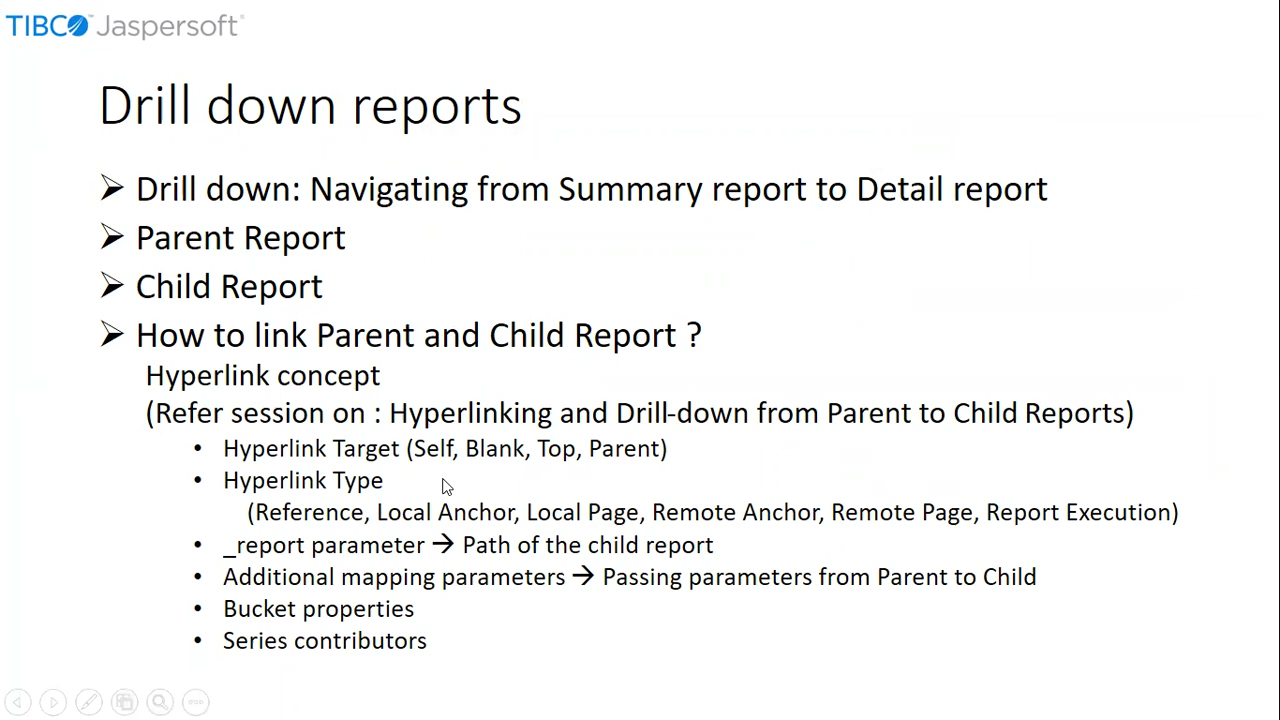 TIBCO Jaspersoft
Drill down reports
➢ Drill down: Navigating from Summary report to Detail report
➢ Parent Report
➢ Child Report
➢ How to link Parent and Child Report ?
Hyperlink concept
(Refer session on : Hyperlinking and Drill-down from Parent to Child Reports)
• Hyperlink Target (Self, Blank, Top, Parent)
• Hyperlink Type
(Reference, Local Anchor, Local Page, Remote Anchor, Remote Page, Report Execution)
• _report parameter → Path of the child report
• Additional mapping parameters → Passing parameters from Parent to Child
• Bucket properties
• Series contributors